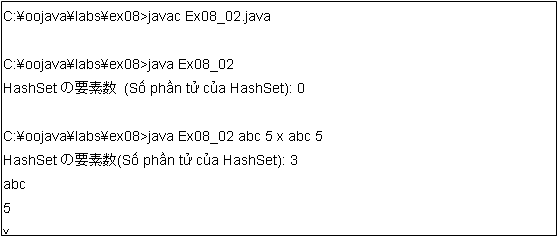 C:¥oojava¥labs¥ex08>javac Ex08_02.java
C:¥oojava¥labs¥ex08>java Ex08_02
HashSet の要素数 (Số phần tử của HashSet): 0
C:¥oojava¥labs¥ex08>java Ex08_02 abc 5 x abc 5
HashSet の要素数(Số phần tử của HashSet): 3
abc
5
x